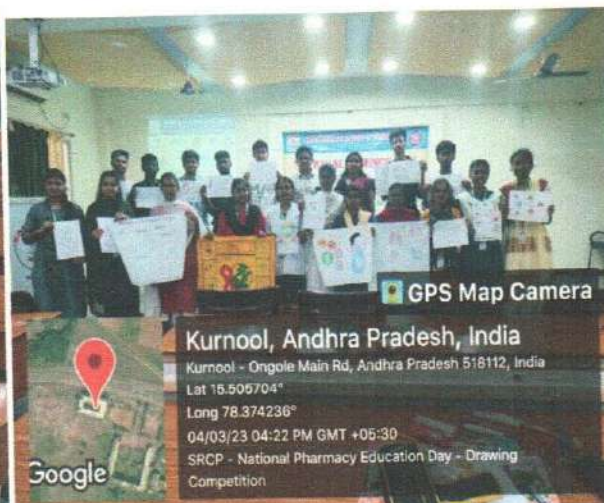 GPS Map Camera
Kurnool, Andhra Pradesh, India
Kurnool - Ongole Main Rd, Andhra Pradesh 518112, India
Lat 15.505704°
Long 78.374236°
04/03/23 04:22 PM GMT +05:30
SRCP - National Pharmacy Education Day - Drawing
Competition
Google